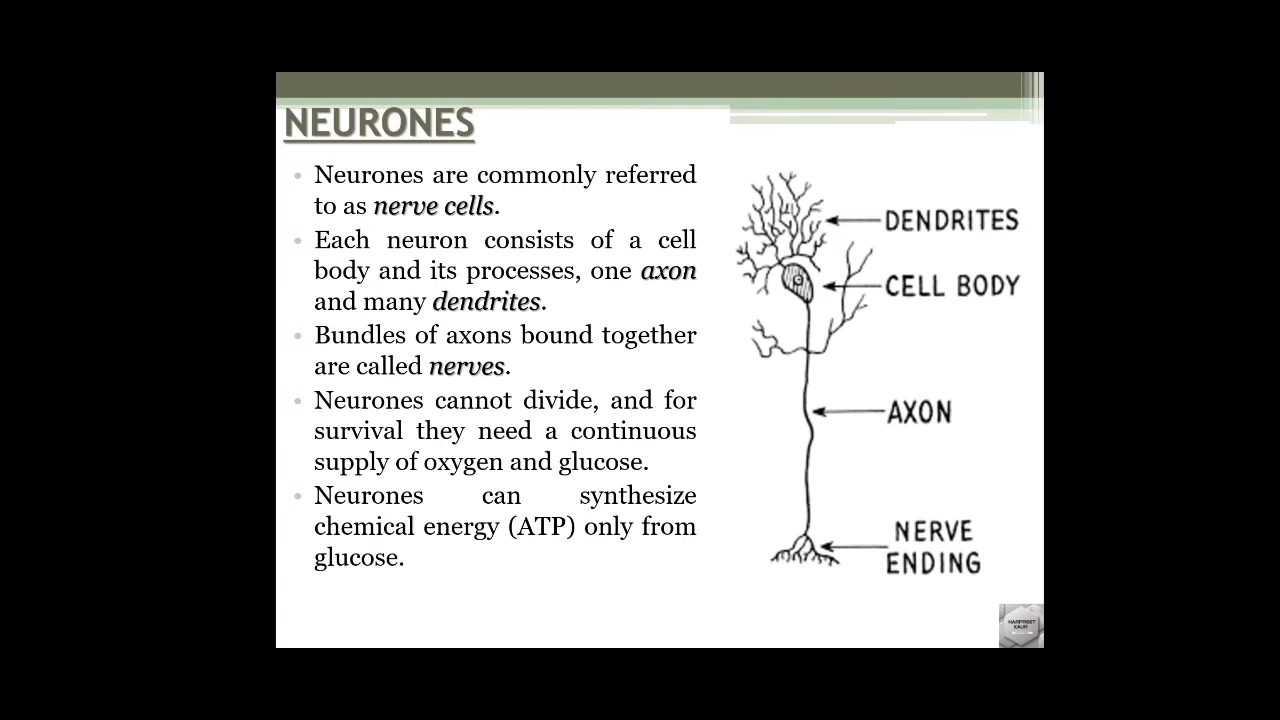 NEURONES
Neurones are commonly referred
to as nerve cells.
Each neuron consists of a cell
body and its processes, one axon
and many dendrites.
Bundles of axons bound together
are called nerves.
Neurones cannot divide, and for
survival they need a continuous
supply of oxygen and glucose.
Neurones can synthesize
chemical energy (ATP) only from
glucose.
DENDRITES
CELL BODY
AXON
NERVE
ENDING
HARPREET
KAUR